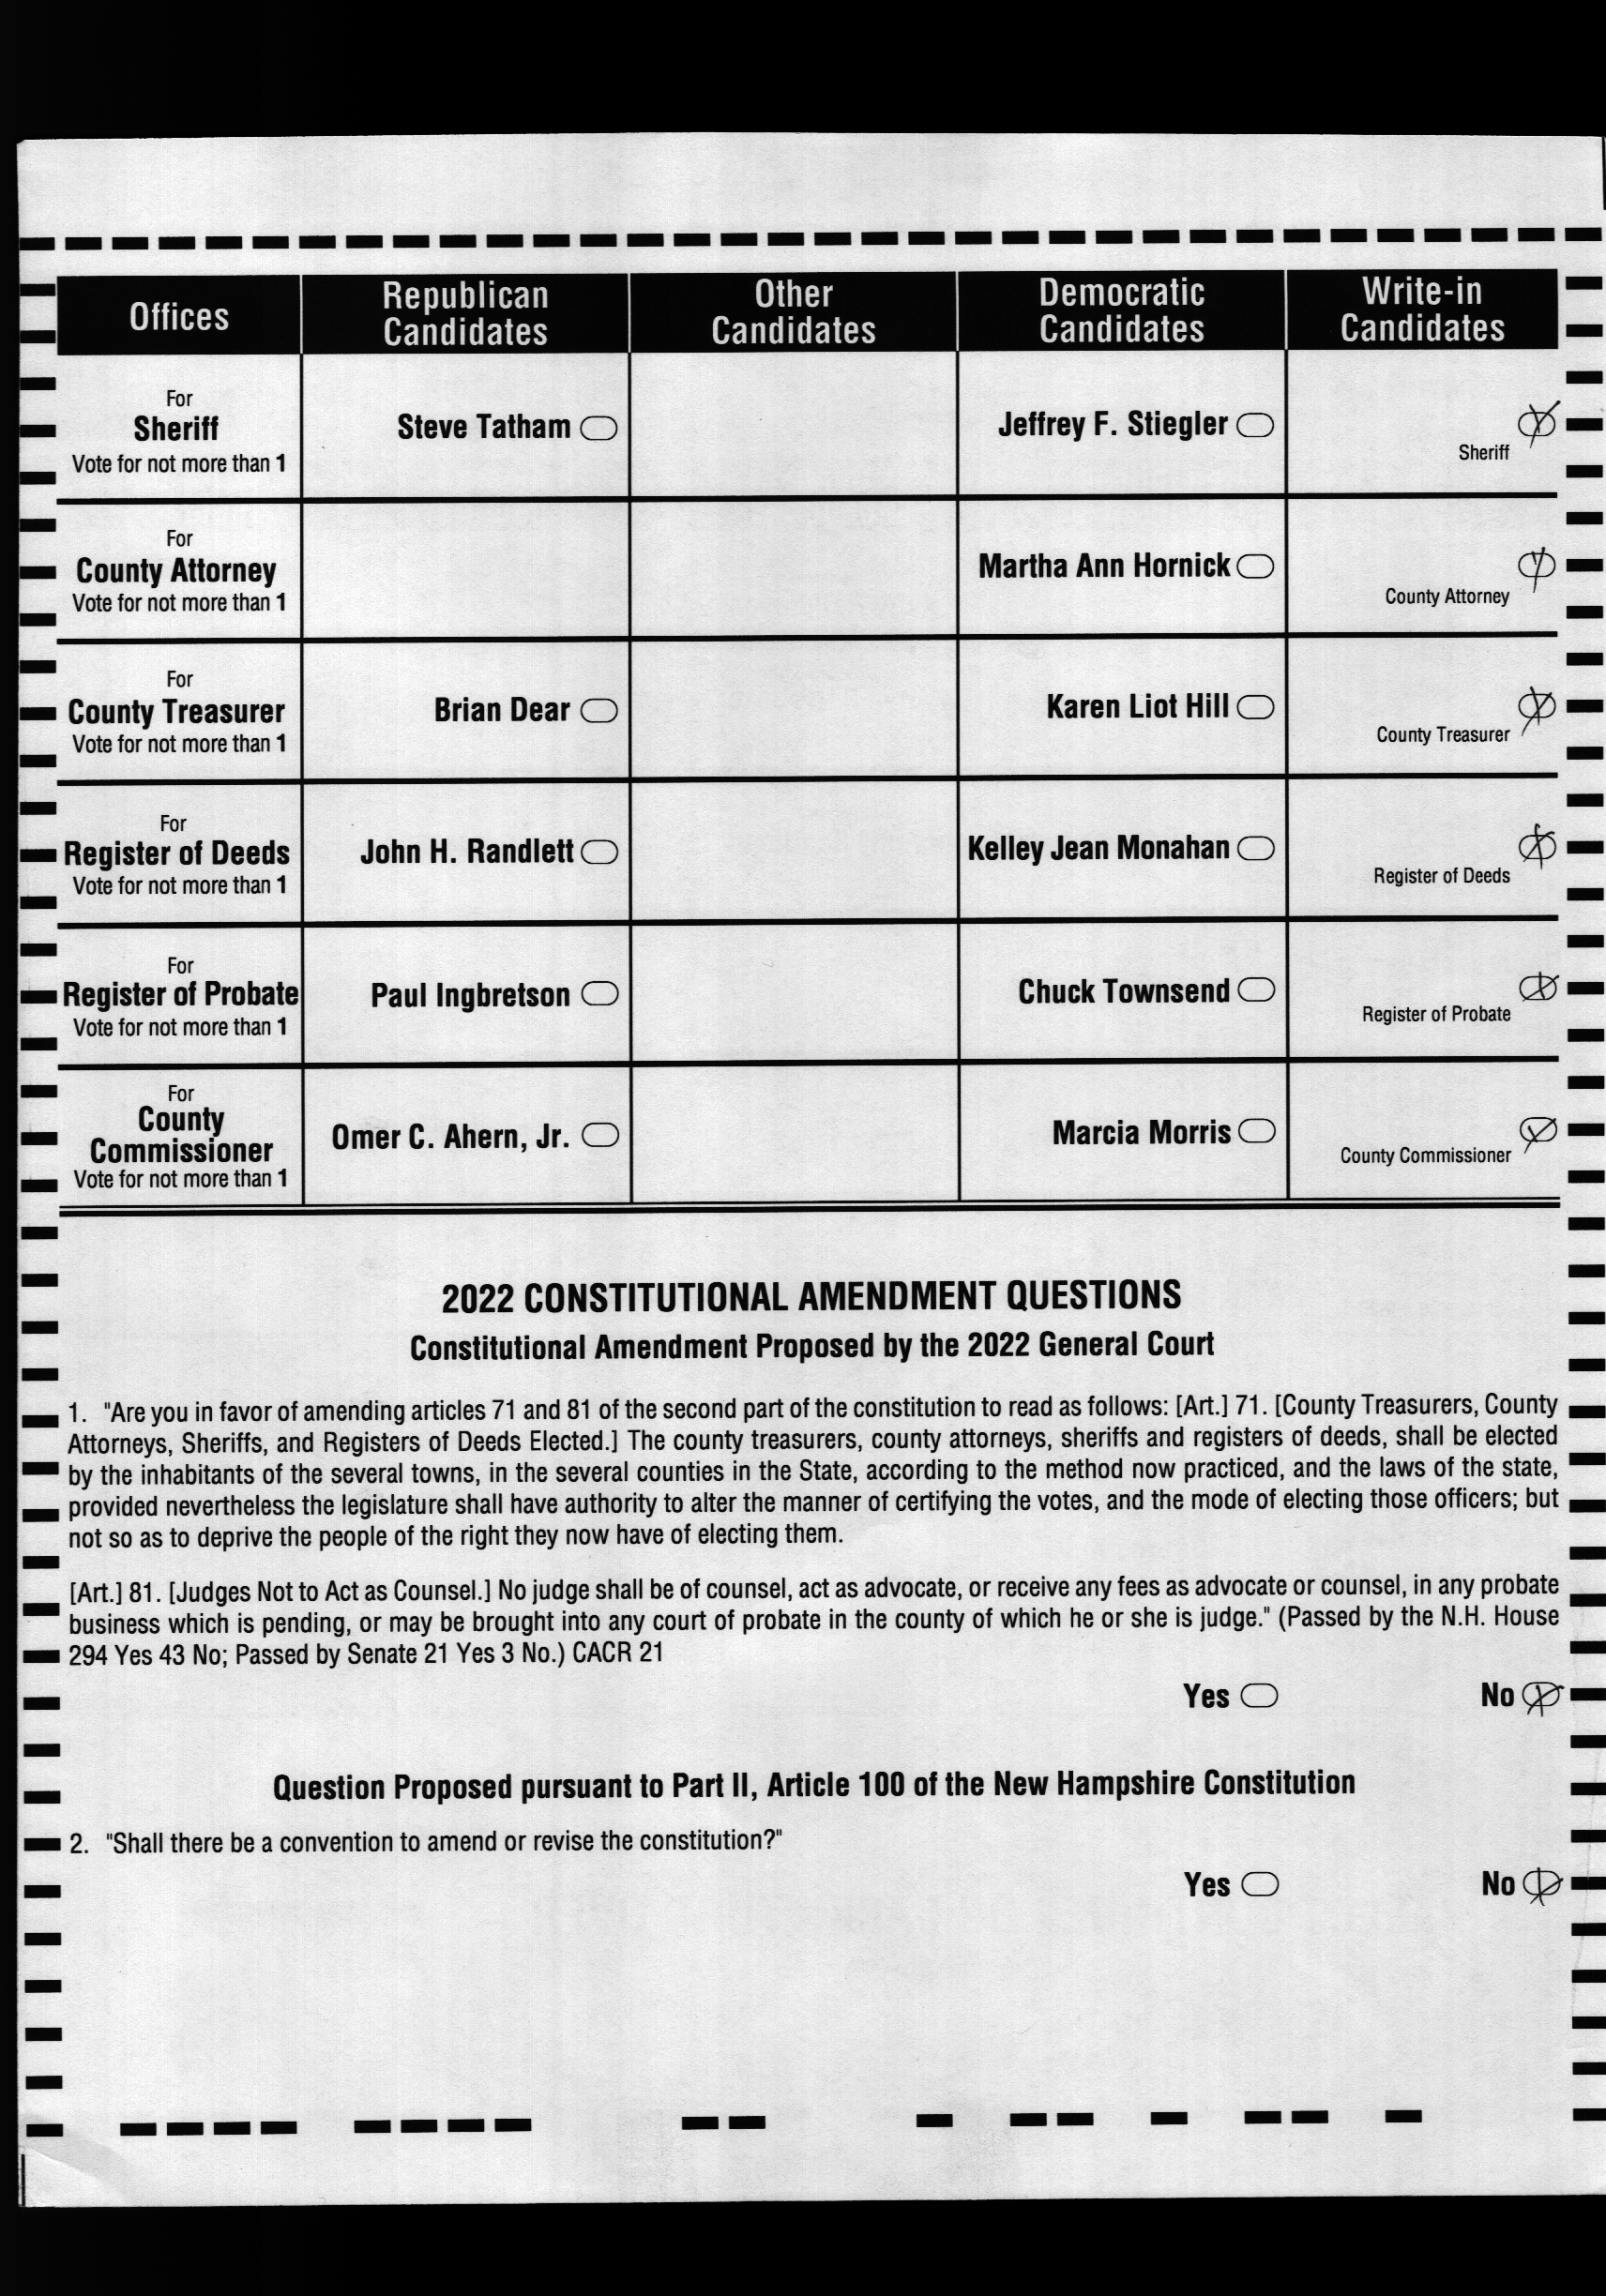 Offices
Republican
Candidates
Other
Candidates
Democratic
Candidates
Write-in
Candidates
For
Sheriff
Vote for not more than 1
Steve Tatham
Jeffrey F. Stiegler
Sheriff
For
County Attorney
Vote for not more than 1
Martha Ann Hornick
County Attorney
For
County Treasurer
Vote for not more than 1
Brian Dear
Karen Liot Hill
County Treasurer
For
Register of Deeds
Vote for not more than 1
John H. Randlett
Kelley Jean Monahan
Register of Deeds
For
Register of Probate
Vote for not more than 1
Paul Ingbretson
Chuck Townsend
Register of Probate
For
County
Commissioner
Vote for not more than 1
Omer C. Ahern, Jr.
Marcia Morris
County Commissioner
2022 CONSTITUTIONAL AMENDMENT QUESTIONS
Constitutional Amendment Proposed by the 2022 General Court
1. "Are you in favor of amending articles 71 and 81 of the second part of the constitution to read as follows: [Art.] 71. [County Treasurers, County
Attorneys, Sheriffs, and Registers of Deeds Elected.] The county treasurers, county attorneys, sheriffs and registers of deeds, shall be elected
by the inhabitants of the several towns, in the several counties in the State, according to the method now practiced, and the laws of the state,
provided nevertheless the legislature shall have authority to alter the manner of certifying the votes, and the mode of electing those officers; but
not so as to deprive the people of the right they now have of electing them.
[Art.] 81. [Judges Not to Act as Counsel.] No judge shall be of counsel, act as advocate, or receive any fees as advocate or counsel, in any probate
business which is pending, or may be brought into any court of probate in the county of which he or she is judge." (Passed by the N.H. House
294 Yes 43 No; Passed by Senate 21 Yes 3 No.) CACR 21
Yes No
Question Proposed pursuant to Part II, Article 100 of the New Hampshire Constitution
2. "Shall there be a convention to amend or revise the constitution?"
Yes No